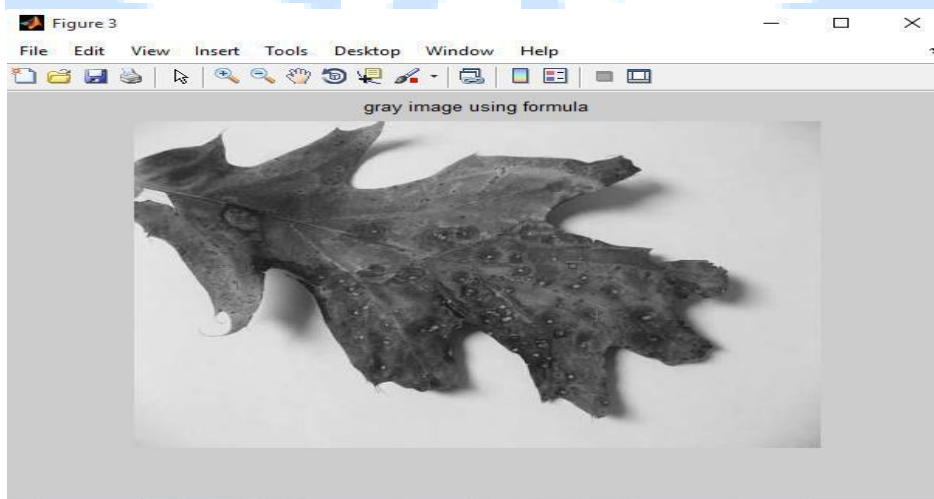 Figure 3
File Edit View Insert Tools Desktop Window Help
gray image using formula